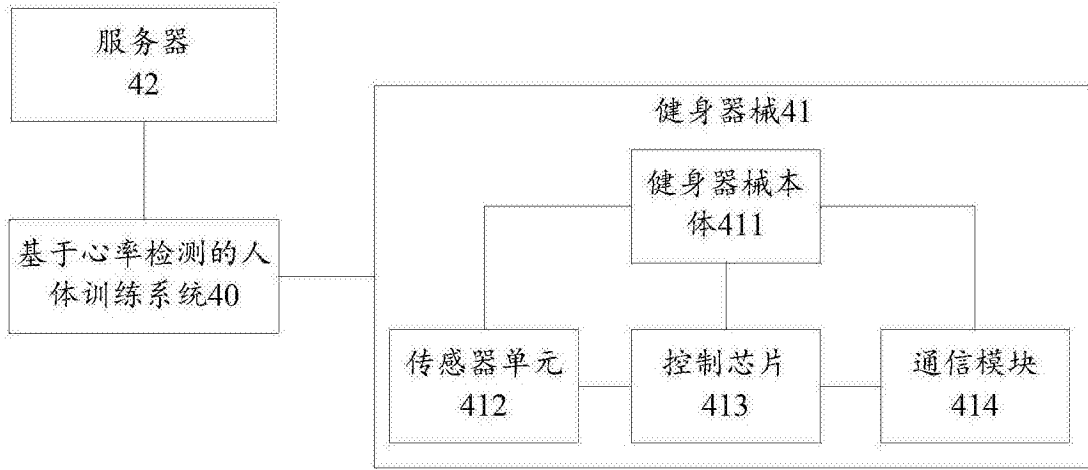 服务器
42
健身器械41
健身器械本
体411
基于心率检测的人
体训练系统40
传感器单元
412
控制芯片
413
通信模块
414